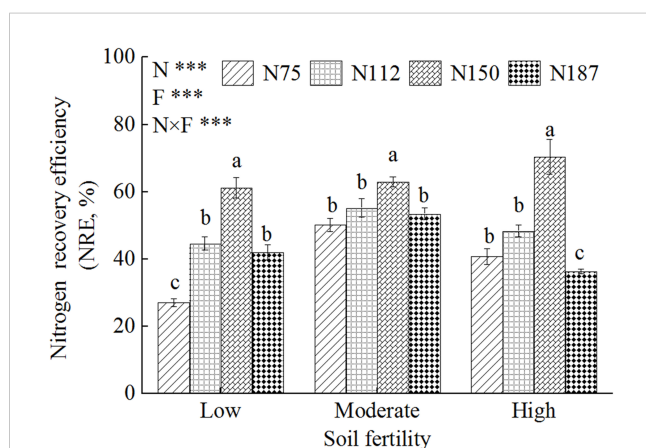 100
80
60
40
20
0
Nitrogen recovery efficiency
(NRE, %)
N ***
F ***
N×F ***
N75
N112
N150
N187
c
b
a
b
b
b
a
b
b
b
a
c
Low
Moderate
High
Soil fertility